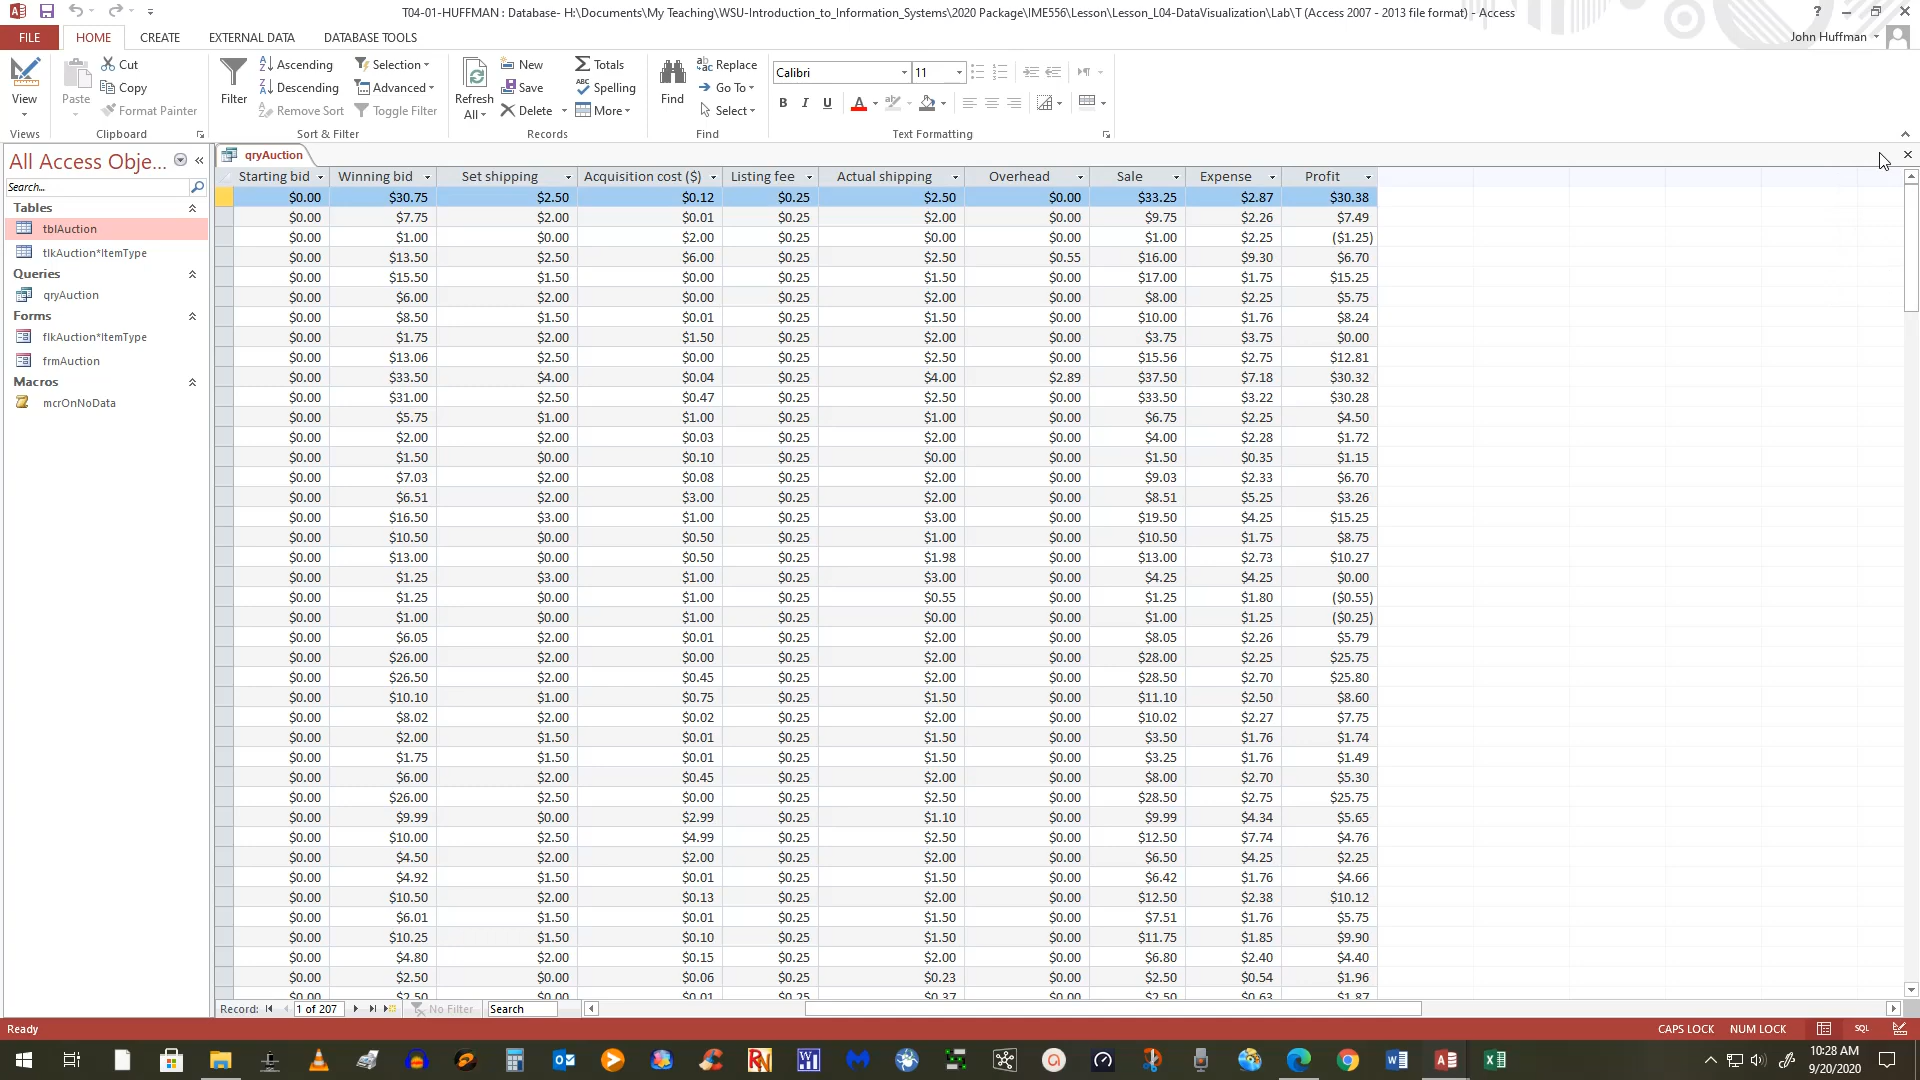 T04-01-HUFFMAN : Database- H:\Documents\My Teaching\WSU-Introduction_to_Information_Systems\2020 Package\IME556\Lesson\Lesson_L04-DataVisualization\Lab\T (Access 2007 - 2013 file format) - Access
FILE HOME CREATE EXTERNAL DATA DATABASE TOOLS John Huffman
Cut Ascending Selection New Totals Replace Calibri 11
Copy Descending Advanced Save Spelling Go To
View Paste Format Painter Filter Remove Sort Toggle Filter Refresh All Delete More Find Select B I U A
Views Clipboard Sort & Filter Records Find Text Formatting
All Access Obje... qryAuction
Search...
Tables
tblAuction
tlkAuction*ItemType
Queries
qryAuction
Forms
flkAuction*ItemType
frmAuction
Macros
mcrOnNoData
Starting bid Winning bid Set shipping Acquisition cost ($) Listing fee Actual shipping Overhead Sale Expense Profit
$0.00 $30.75 $2.50 $0.12 $0.25 $2.50 $0.00 $33.25 $2.87 $30.38
$0.00 $7.75 $2.00 $0.01 $0.25 $2.00 $0.00 $9.75 $2.26 $7.49
$0.00 $1.00 $0.00 $2.00 $0.25 $0.00 $0.00 $1.00 $2.25 ($1.25)
$0.00 $13.50 $2.50 $6.00 $0.25 $2.50 $0.55 $16.00 $9.30 $6.70
$0.00 $15.50 $1.50 $0.00 $0.25 $1.50 $0.00 $17.00 $1.75 $15.25
$0.00 $6.00 $2.00 $0.00 $0.25 $2.00 $0.00 $8.00 $2.25 $5.75
$0.00 $8.50 $1.50 $0.01 $0.25 $1.50 $0.00 $10.00 $1.76 $8.24
$0.00 $1.75 $2.00 $1.50 $0.25 $2.00 $0.00 $3.75 $3.75 $0.00
$0.00 $13.06 $2.50 $0.00 $0.25 $2.50 $0.00 $15.56 $2.75 $12.81
$0.00 $33.50 $4.00 $0.04 $0.25 $4.00 $2.89 $37.50 $7.18 $30.32
$0.00 $31.00 $2.50 $0.47 $0.25 $2.50 $0.00 $33.50 $3.22 $30.28
$0.00 $5.75 $1.00 $1.00 $0.25 $1.00 $0.00 $6.75 $2.25 $4.50
$0.00 $2.00 $2.00 $0.03 $0.25 $2.00 $0.00 $4.00 $2.28 $1.72
$0.00 $1.50 $0.00 $0.10 $0.25 $0.00 $0.00 $1.50 $0.35 $1.15
$0.00 $7.03 $2.00 $0.08 $0.25 $2.00 $0.00 $9.03 $2.33 $6.70
$0.00 $6.51 $2.00 $3.00 $0.25 $2.00 $0.00 $8.51 $5.25 $3.26
$0.00 $16.50 $3.00 $1.00 $0.25 $3.00 $0.00 $19.50 $4.25 $15.25
$0.00 $10.50 $0.00 $0.50 $0.25 $1.00 $0.00 $10.50 $1.75 $8.75
$0.00 $13.00 $0.00 $0.50 $0.25 $1.98 $0.00 $13.00 $2.73 $10.27
$0.00 $1.25 $3.00 $1.00 $0.25 $3.00 $0.00 $4.25 $4.25 $0.00
$0.00 $1.25 $0.00 $1.00 $0.25 $0.55 $0.00 $1.25 $1.80 ($0.55)
$0.00 $1.00 $0.00 $1.00 $0.25 $0.00 $0.00 $1.00 $1.25 ($0.25)
$0.00 $6.05 $2.00 $0.01 $0.25 $2.00 $0.00 $8.05 $2.26 $5.79
$0.00 $26.00 $2.00 $0.00 $0.25 $2.00 $0.00 $28.00 $2.25 $25.75
$0.00 $26.50 $2.00 $0.45 $0.25 $2.00 $0.00 $28.50 $2.70 $25.80
$0.00 $10.10 $1.00 $0.75 $0.25 $1.50 $0.00 $11.10 $2.50 $8.60
$0.00 $8.02 $2.00 $0.02 $0.25 $2.00 $0.00 $10.02 $2.27 $7.75
$0.00 $2.00 $1.50 $0.01 $0.25 $1.50 $0.00 $3.50 $1.76 $1.74
$0.00 $1.75 $1.50 $0.01 $0.25 $1.50 $0.00 $3.25 $1.76 $1.49
$0.00 $6.00 $2.00 $0.45 $0.25 $2.00 $0.00 $8.00 $2.70 $5.30
$0.00 $26.00 $2.50 $0.00 $0.25 $2.50 $0.00 $28.50 $2.75 $25.75
$0.00 $9.99 $0.00 $2.99 $0.25 $1.10 $0.00 $9.99 $4.34 $5.65
$0.00 $10.00 $2.50 $4.99 $0.25 $2.50 $0.00 $12.50 $7.74 $4.76
$0.00 $4.50 $2.00 $2.00 $0.25 $2.00 $0.00 $6.50 $4.25 $2.25
$0.00 $4.92 $1.50 $0.01 $0.25 $1.50 $0.00 $6.42 $1.76 $4.66
$0.00 $10.50 $2.00 $0.13 $0.25 $2.00 $0.00 $12.50 $2.38 $10.12
$0.00 $6.01 $1.50 $0.01 $0.25 $1.50 $0.00 $7.51 $1.76 $5.75
$0.00 $10.25 $1.50 $0.10 $0.25 $1.50 $0.00 $11.75 $1.85 $9.90
$0.00 $4.80 $2.00 $0.15 $0.25 $2.00 $0.00 $6.80 $2.40 $4.40
$0.00 $2.50 $0.00 $0.06 $0.25 $0.23 $0.00 $2.50 $0.54 $1.96
$0.00 $2.50 $0.00 $0.01 $0.25 $0.37 $0.00 $2.50 $0.63 $1.87
Record: 1 of 207 No Filter Search
Ready CAPS LOCK NUM LOCK SQL
10:28 AM
9/20/2020